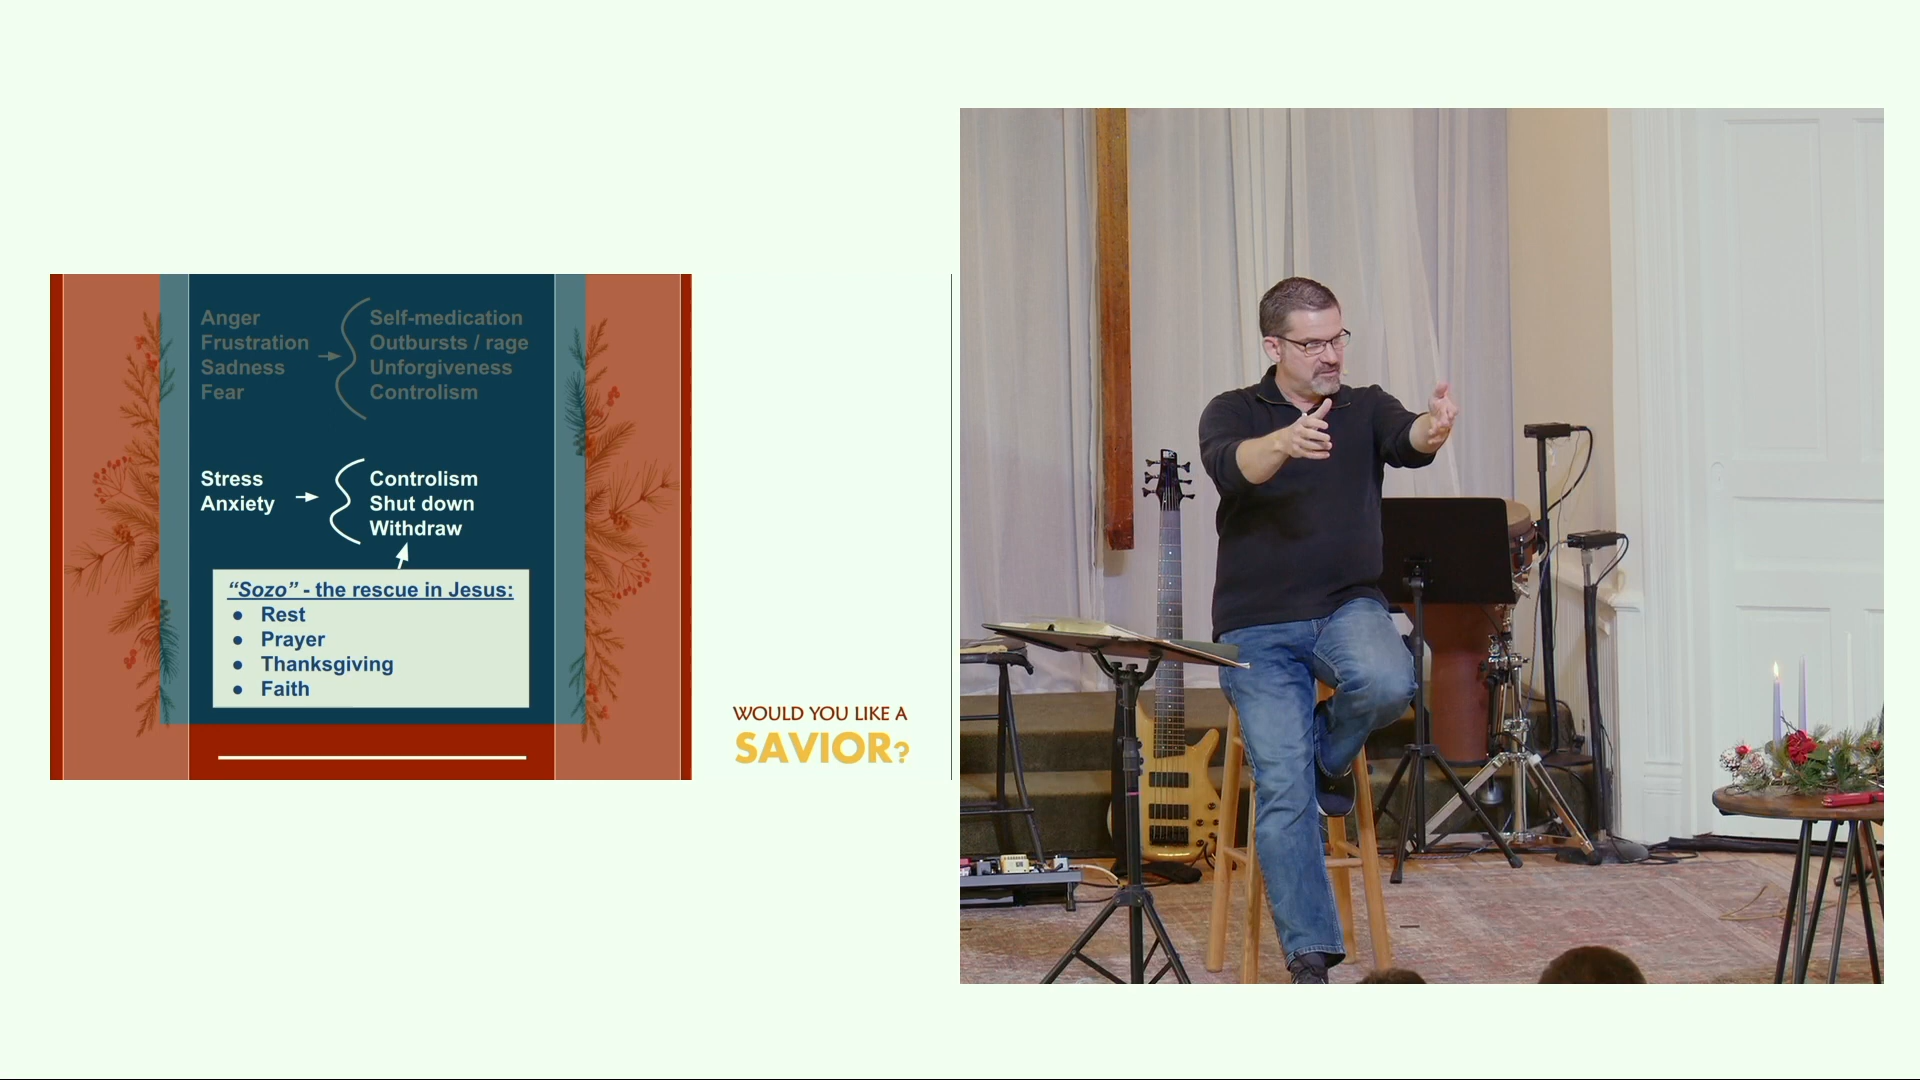 Anger
Frustration
Sadness
Fear
Self-medication
Outbursts / rage
Unforgiveness
Controlism
Stress
Anxiety
Controlism
Shut down
Withdraw
“Sozo” - the rescue in Jesus:
● Rest
● Prayer
● Thanksgiving
● Faith
WOULD YOU LIKE A
SAVIOR?